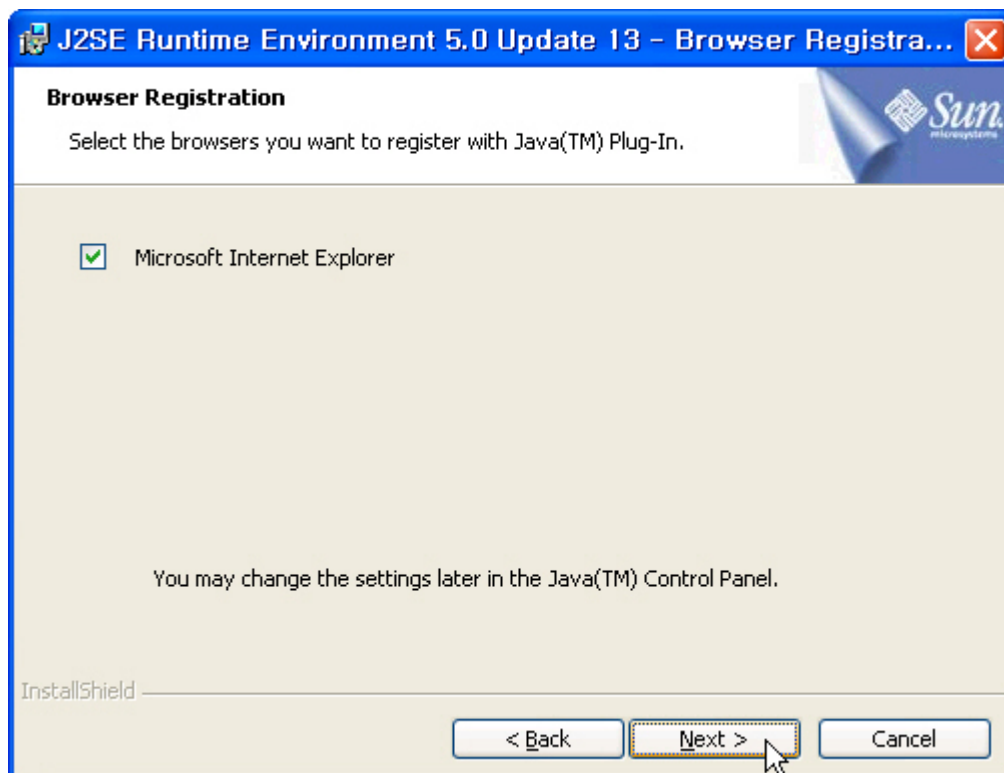 J2SE Runtime Environment 5.0 Update 13 - Browser Registra...
Browser Registration
Select the browsers you want to register with Java(TM) Plug-In.
Sun.
microsystems
Microsoft Internet Explorer
You may change the settings later in the Java(TM) Control Panel.
InstallShield
< Back
Next >
Cancel